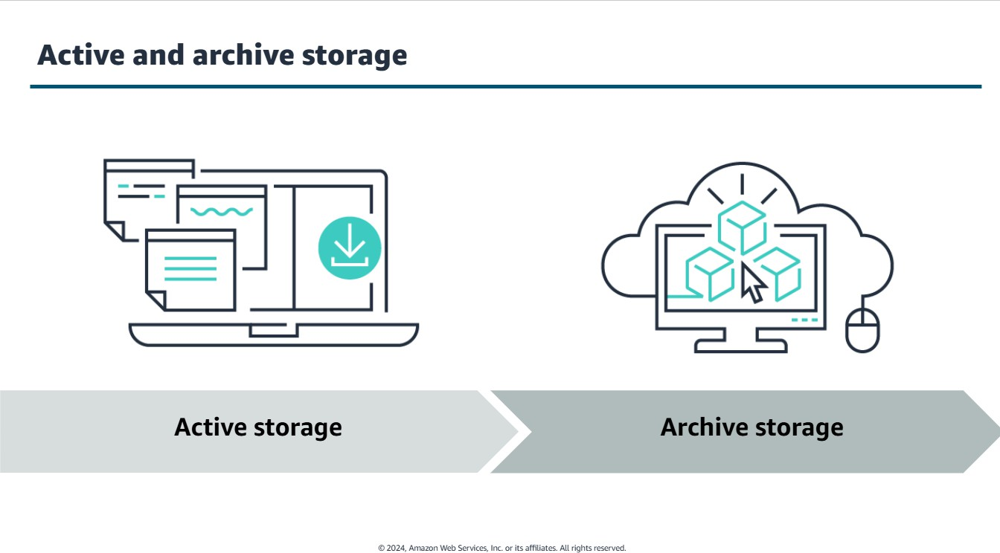 Active and archive storage
Active storage
Archive storage
© 2024, Amazon Web Services, Inc. or its affiliates. All rights reserved.